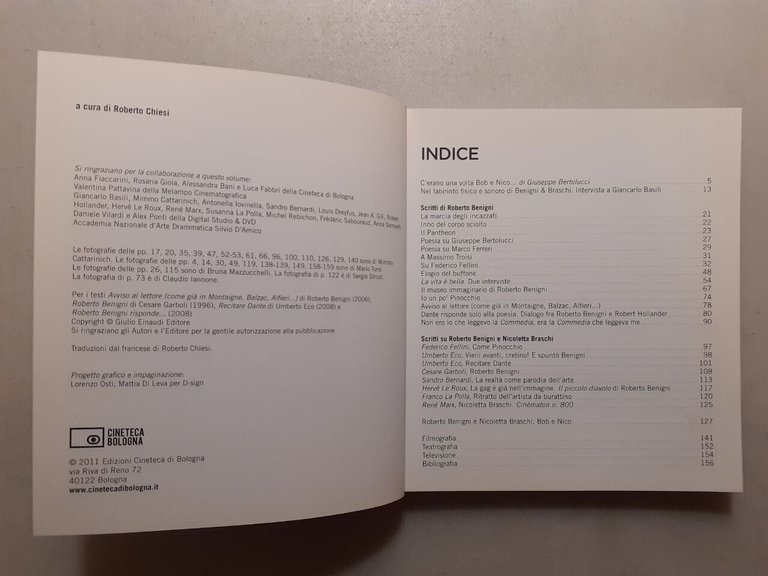 a cura di Roberto Chiesi
Si ringraziano per la collaborazione a questo volume:
Anna Fiaccarini, Rosaria Gioia, Alessandra Bani e Luca Fabbri della Cineteca di Bologna
Valentina Pattavina della Melampo Cinematografica
Giancarlo Basili, Mimmo Cattarinich, Antonella Iovinella, Sandro Bernardi, Louis Dreyfus, Jean A. Gili, Robert
Hollander, Hervé Le Roux, René Marx, Susanna La Polla, Michel Rebichon, Frédéric Sabouraud, Anna Samueli,
Daniele Vilardi e Alex Ponti della Digital Studio & DVD
Accademia Nazionale d'Arte Drammatica Silvio D'Amico
Le fotografie delle pp. 17, 20, 35, 39, 47, 52-53, 61, 66, 96, 100, 110, 126, 129, 140 sono di Mimmo
Cattarinich. Le fotografie delle pp. 4, 14, 30, 49, 119, 138-139, 149, 158-159 sono di Mario Tursi.
Le fotografie delle pp. 26, 115 sono di Bruna Mazzucchelli. La fotografia di p. 122 è di Sergio Strizzi.
La fotografia di p. 73 è di Claudio Iannone.
Per i testi Avviso al lettore (come già in Montaigne, Balzac, Alfieri...) di Roberto Benigni (2006),
Roberto Benigni di Cesare Garboli (1996), Recitare Dante di Umberto Eco (2008) e
Roberto Benigni risponde... (2008)
Copyright © Giulio Einaudi Editore
Si ringraziano gli Autori e l'Editore per la gentile autorizzazione alla pubblicazione
Traduzioni dal francese di Roberto Chiesi.
Progetto grafico e impaginazione:
Lorenzo Osti, Mattia Di Leva per D-sign
CINETECA
BOLOGNA
© 2011 Edizioni Cineteca di Bologna
via Riva di Reno 72
40122 Bologna
www.cinetecadibologna.it
INDICE
C'erano una volta Bob e Nico... di Giuseppe Bertolucci 5
Nel labirinto fisico e sonoro di Benigni & Braschi. Intervista a Giancarlo Basili 13
Scritti di Roberto Benigni
La marcia degli incazzati 21
Inno del corpo sciolto 22
Il Pantheon 23
Poesia su Giuseppe Bertolucci 27
Poesia su Marco Ferreri 29
A Massimo Troisi 31
Su Federico Fellini 32
Elogio del buffone 48
La vita è bella. Due interviste 54
Il museo immaginario di Roberto Benigni 67
Io un po' Pinocchio 74
Avviso al lettore (come già in Montaigne, Balzac, Alfieri...) 78
Dante risponde solo alla poesia. Dialogo fra Roberto Benigni e Robert Hollander 80
Non ero io che leggevo la Commedia, era la Commedia che leggeva me 90
Scritti su Roberto Benigni e Nicoletta Braschi
Federico Fellini, Come Pinocchio 97
Umberto Eco, Vieni avanti, cretino! E spuntò Benigni 98
Umberto Eco, Recitare Dante 101
Cesare Garboli, Roberto Benigni 108
Sandro Bernardi, La realtà come parodia dell'arte 113
Hervé Le Roux, La gag è già nell'immagine. Il piccolo diavolo di Roberto Benigni 117
Franco La Polla, Ritratto dell'artista da burattino 120
René Marx, Nicoletta Braschi, Cinématon n. 800 125
Roberto Benigni e Nicoletta Braschi, Bob e Nico 127
Filmografia 141
Teatrografia 152
Televisione 154
Bibliografia 156